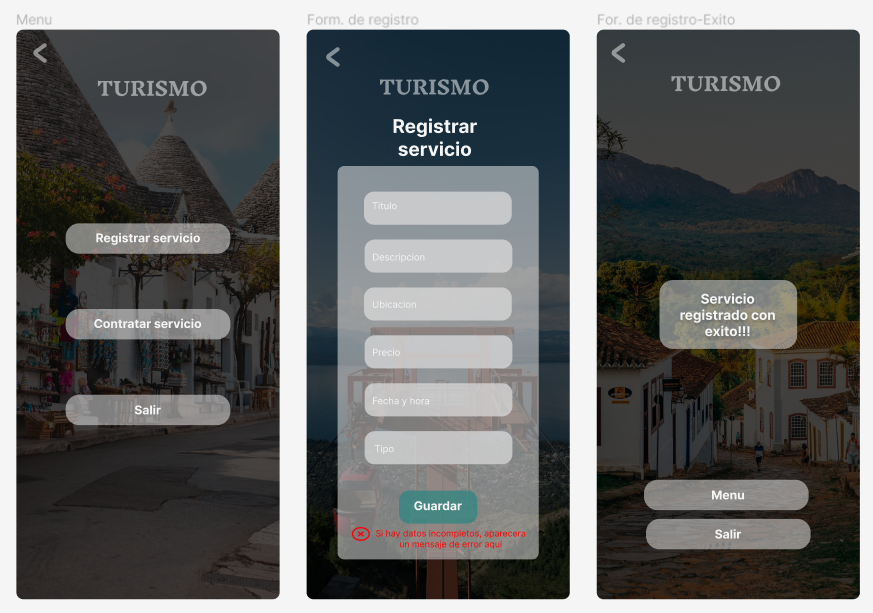 Menu
TURISMO
Registrar servicio
Contratar servicio
Salir
Form. de registro
TURISMO
Registrar
servicio
Titulo
Descripcion
Ubicacion
Precio
Fecha y hora
Tipo
Guardar
Si hay datos incompletos, aparecera
un mensaje de error aqui
For. de registro-Exito
TURISMO
Servicio
registrado con
exito!!!
Menu
Salir